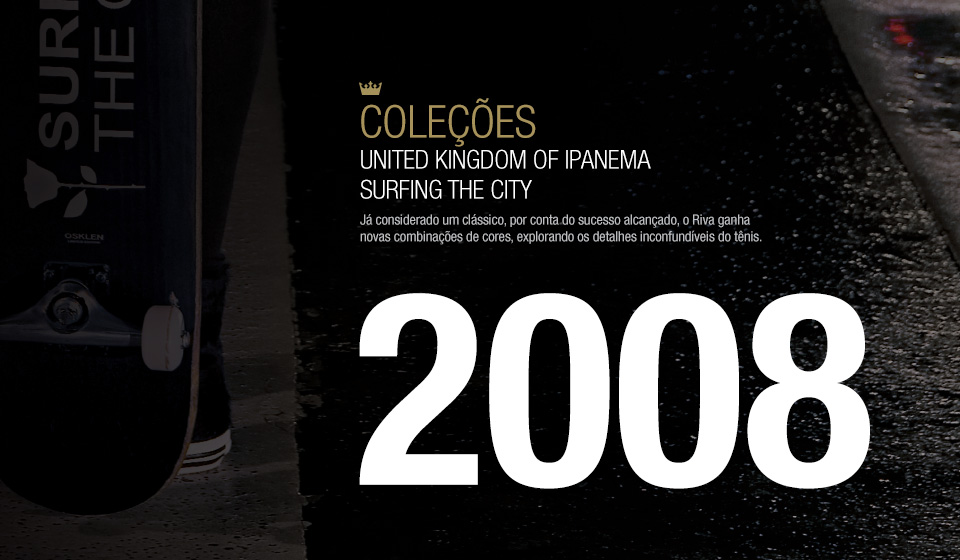 SURF
THE C
OSKLEN
COLEÇÕES
UNITED KINGDOM OF IPANEMA
SURFING THE CITY
Já considerado um clássico, por conta do sucesso alcançado, o Riva ganha
novas combinações de cores, explorando os detalhes inconfundíveis do tênis.
2008